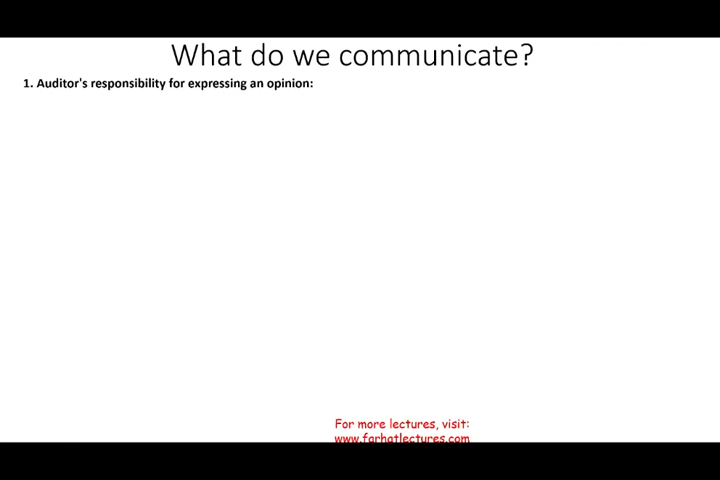 What do we communicate?
1. Auditor's responsibility for expressing an opinion:
For more lectures, visit:
www.farhatlectures.com